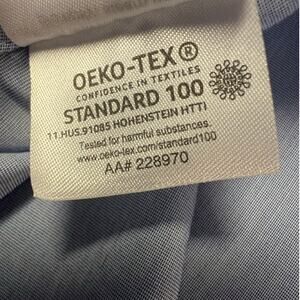 OEKO-TEX®
CONFIDENCE IN TEXTILES
STANDARD 100
11.HUS.91085 HOHENSTEIN HTTI
Tested for harmful substances.
www.oeko-tex.com/standard100
AA# 228970